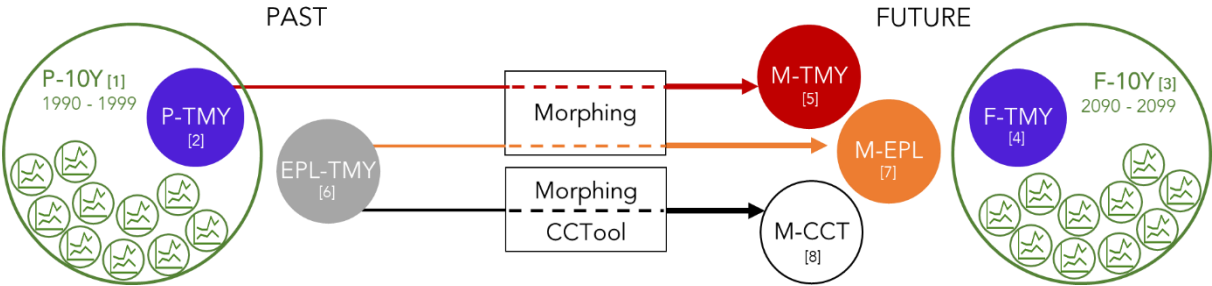 PAST
FUTURE
P-10Y [1]
1990 - 1999
P-TMY
[2]
EPL-TMY
[6]
Morphing
Morphing
CCTool
M-TMY
[5]
M-EPL
[7]
M-CCT
[8]
F-TMY
[4]
F-10Y [3]
2090 - 2099